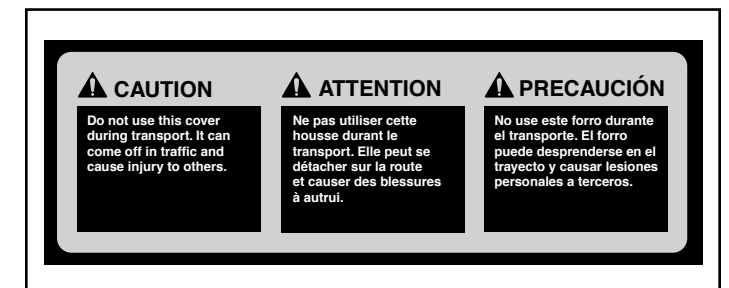 CAUTION
Do not use this cover
during transport. It can
come off in traffic and
cause injury to others.
ATTENTION
Ne pas utiliser cette
housse durant le
transport. Elle peut se
détacher sur la route
et causer des blessures
à autrui.
PRECAUCIÓN
No use este forro durante
el transporte. El forro
puede desprenderse en el
trayecto y causar lesiones
personales a terceros.